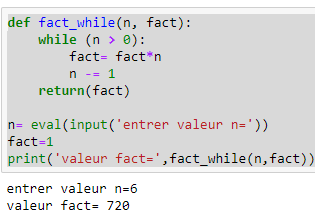 def fact_while(n, fact):
    while (n > 0):
        fact= fact*n
        n -= 1
    return(fact)

n= eval(input('entrer valeur n='))
fact=1
print('valeur fact=',fact_while(n,fact))
entrer valeur n=6
valeur fact= 720